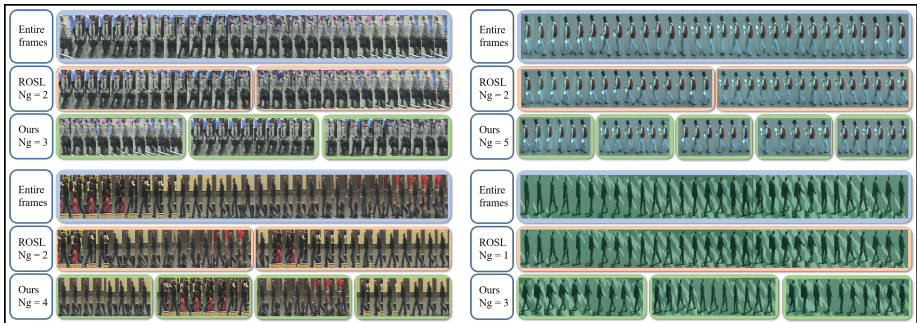 Entire
frames
ROSL
Ng = 2
Ours
Ng = 3
Entire
frames
ROSL
Ng = 2
Ours
Ng = 5
Entire
frames
ROSL
Ng = 2
Ours
Ng = 4
Entire
frames
ROSL
Ng = 1
Ours
Ng = 3